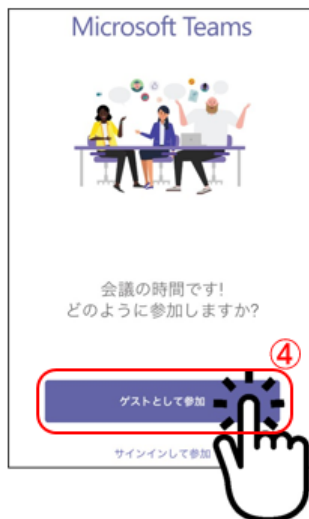 Microsoft Teams
会議の時間です!
どのように参加しますか?
④
ゲストとして参加
サインインして参加